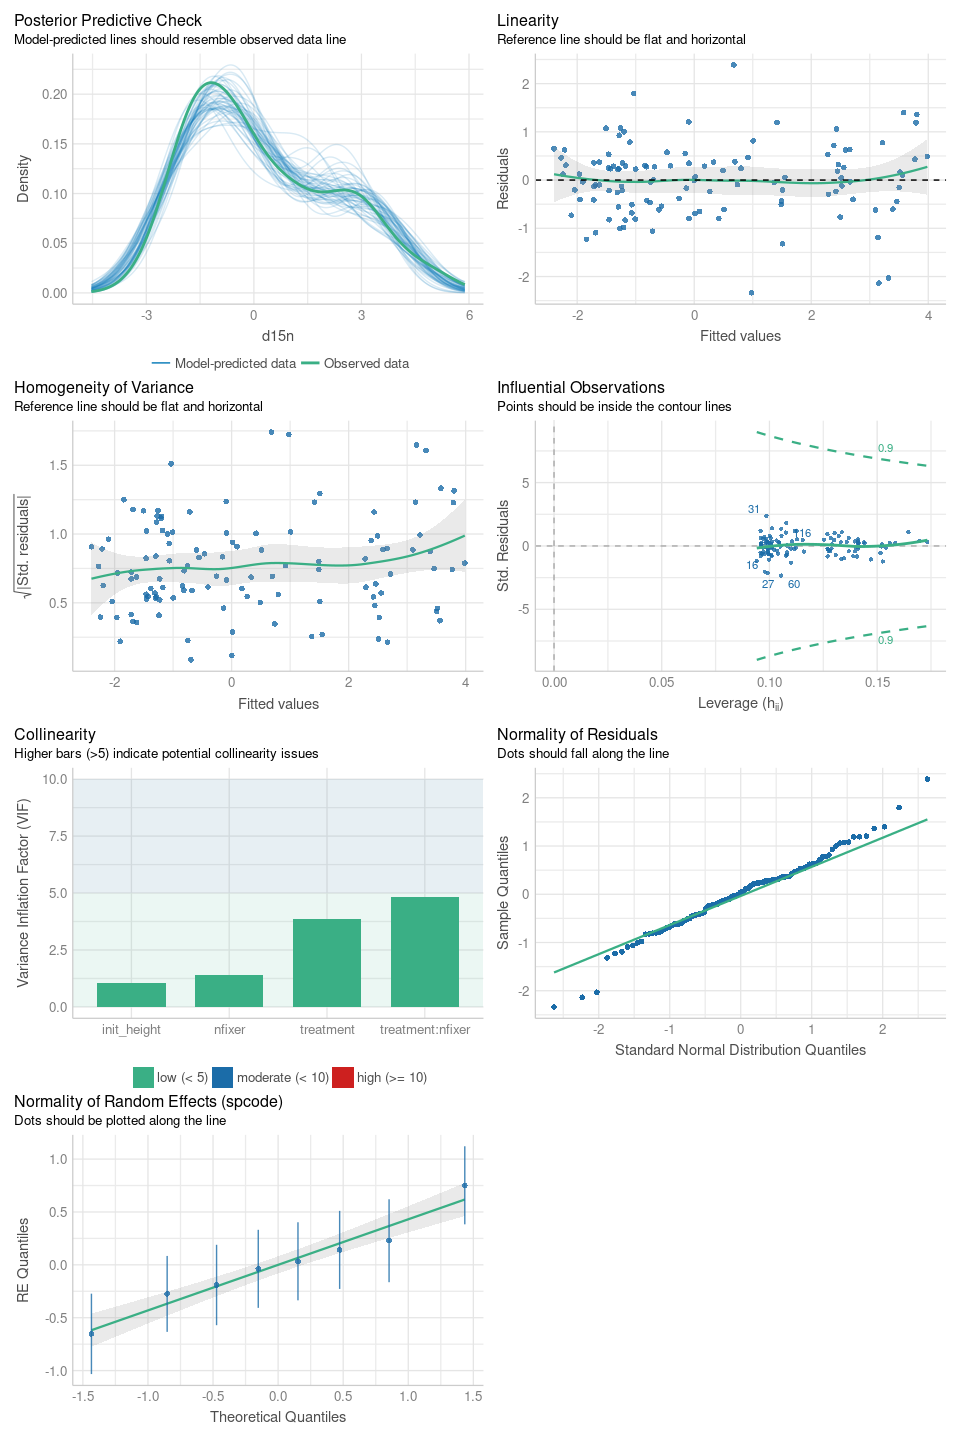 Posterior Predictive Check
Model-predicted lines should resemble observed data line
Density
0.20
0.15
0.10
0.05
0.00
-3
0
3
6
d15n
Model-predicted data
Observed data
Linearity
Reference line should be flat and horizontal
Residuals
2
1
0
-1
-2
-2
0
2
4
Fitted values
Homogeneity of Variance
Reference line should be flat and horizontal
√|Std. residuals|
1.5
1.0
0.5
-2
0
2
4
Fitted values
Influential Observations
Points should be inside the contour lines
Std. Residuals
5
0
-5
0.9
31
116
16
27
60
0.9
0.00
0.05
0.10
0.15
Leverage (hii)
Collinearity
Higher bars (>5) indicate potential collinearity issues
Variance Inflation Factor (VIF)
10.0
7.5
5.0
2.5
0.0
init_height
nfixer
treatment
treatment:nfixer
low (< 5)
moderate (< 10)
high (>= 10)
Normality of Residuals
Dots should fall along the line
Sample Quantiles
2
1
0
-1
-2
-2
-1
0
1
2
Standard Normal Distribution Quantiles
Normality of Random Effects (spcode)
Dots should be plotted along the line
RE Quantiles
1.0
0.5
0.0
-0.5
-1.0
-1.5
-1.0
-0.5
0.0
0.5
1.0
1.5
Theoretical Quantiles